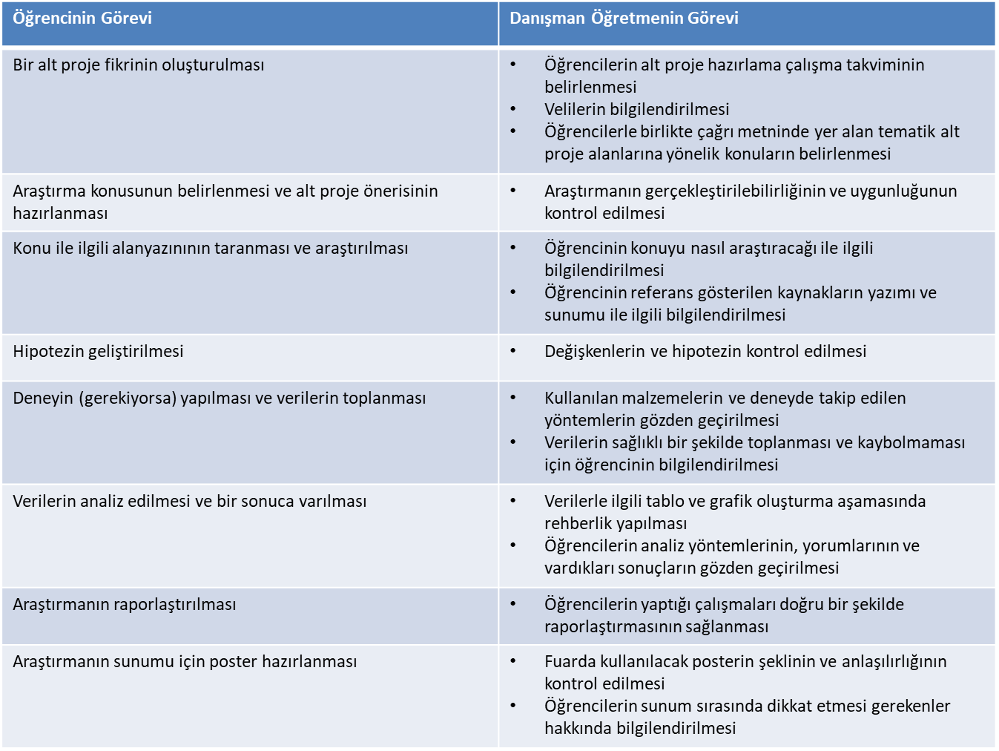 Öğrencinin Görevi
Danışman Öğretmenin Görevi
Bir alt proje fikrinin oluşturulması
• Öğrencilerin alt proje hazırlama çalışma takviminin
belirlenmesi
• Velilerin bilgilendirilmesi
• Öğrencilerle birlikte çağrı metninde yer alan tematik alt
proje alanlarına yönelik konuların belirlenmesi
Araştırma konusunun belirlenmesi ve alt proje önerisinin
hazırlanması
• Araştırmanın gerçekleştirilebilirliğinin ve uygunluğunun
kontrol edilmesi
Konu ile ilgili alanyazınının taranması ve araştırılması
• Öğrencinin konuyu nasıl araştıracağı ile ilgili
bilgilendirilmesi
• Öğrencinin referans gösterilen kaynakların yazımı ve
sunumu ile ilgili bilgilendirilmesi
Hipotezin geliştirilmesi
• Değişkenlerin ve hipotezin kontrol edilmesi
Deneyin (gerekiyorsa) yapılması ve verilerin toplanması
• Kullanılan malzemelerin ve deneyde takip edilen
yöntemlerin gözden geçirilmesi
• Verilerin sağlıklı bir şekilde toplanması ve kaybolmaması
için öğrencinin bilgilendirilmesi
Verilerin analiz edilmesi ve bir sonuca varılması
• Verilerle ilgili tablo ve grafik oluşturma aşamasında
rehberlik yapılması
• Öğrencilerin analiz yöntemlerinin, yorumlarının ve
vardıkları sonuçların gözden geçirilmesi
Araştırmanın raporlaştırılması
• Öğrencilerin yaptığı çalışmaları doğru bir şekilde
raporlaştırmasının sağlanması
Araştırmanın sunumu için poster hazırlanması
• Fuarda kullanılacak posterin şeklinin ve anlaşılırlığının
kontrol edilmesi
• Öğrencilerin sunum sırasında dikkat etmesi gerekenler
hakkında bilgilendirilmesi